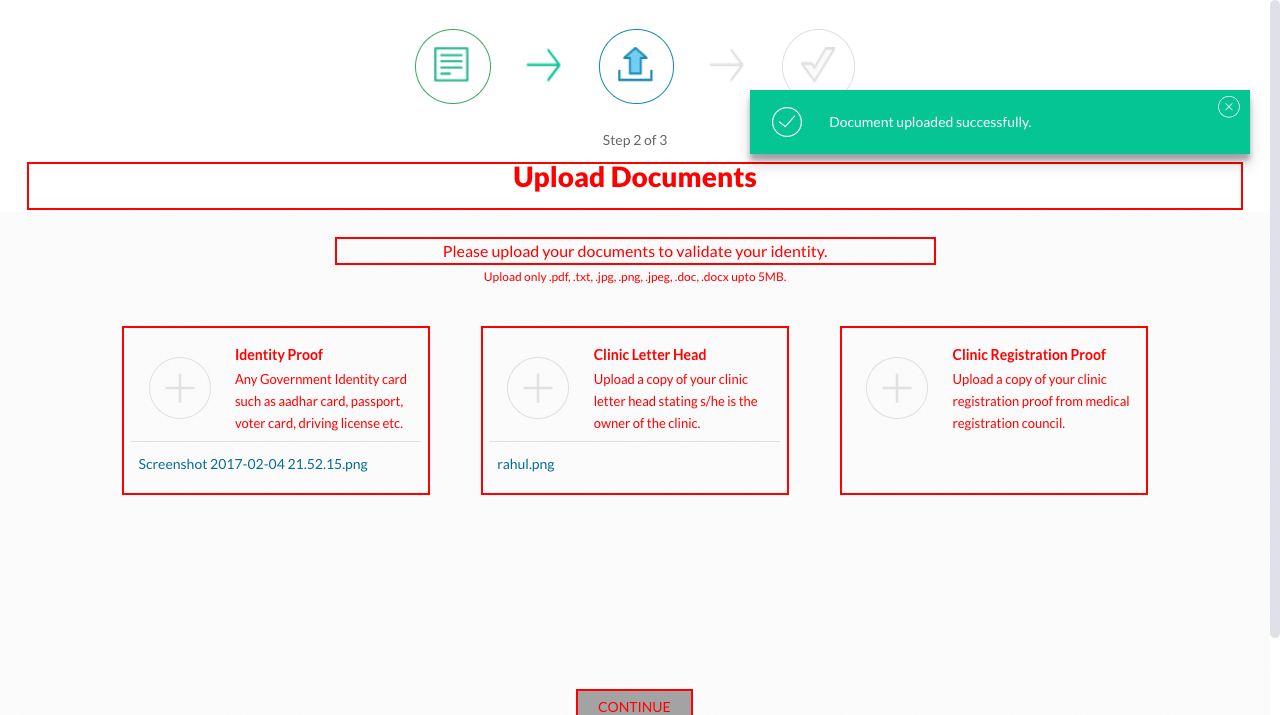 Document uploaded successfully.
Step 2 of 3
Upload Documents
Please upload your documents to validate your identity.
Upload only .pdf, .txt, .jpg, .png, .jpeg, .doc, .docx upto 5MB.
Identity Proof
Any Government Identity card
such as aadhar card, passport,
voter card, driving license etc.
Screenshot 2017-02-04 21.52.15.png
Clinic Letter Head
Upload a copy of your clinic
letter head stating s/he is the
owner of the clinic.
rahul.png
Clinic Registration Proof
Upload a copy of your clinic
registration proof from medical
registration council.
CONTINUE